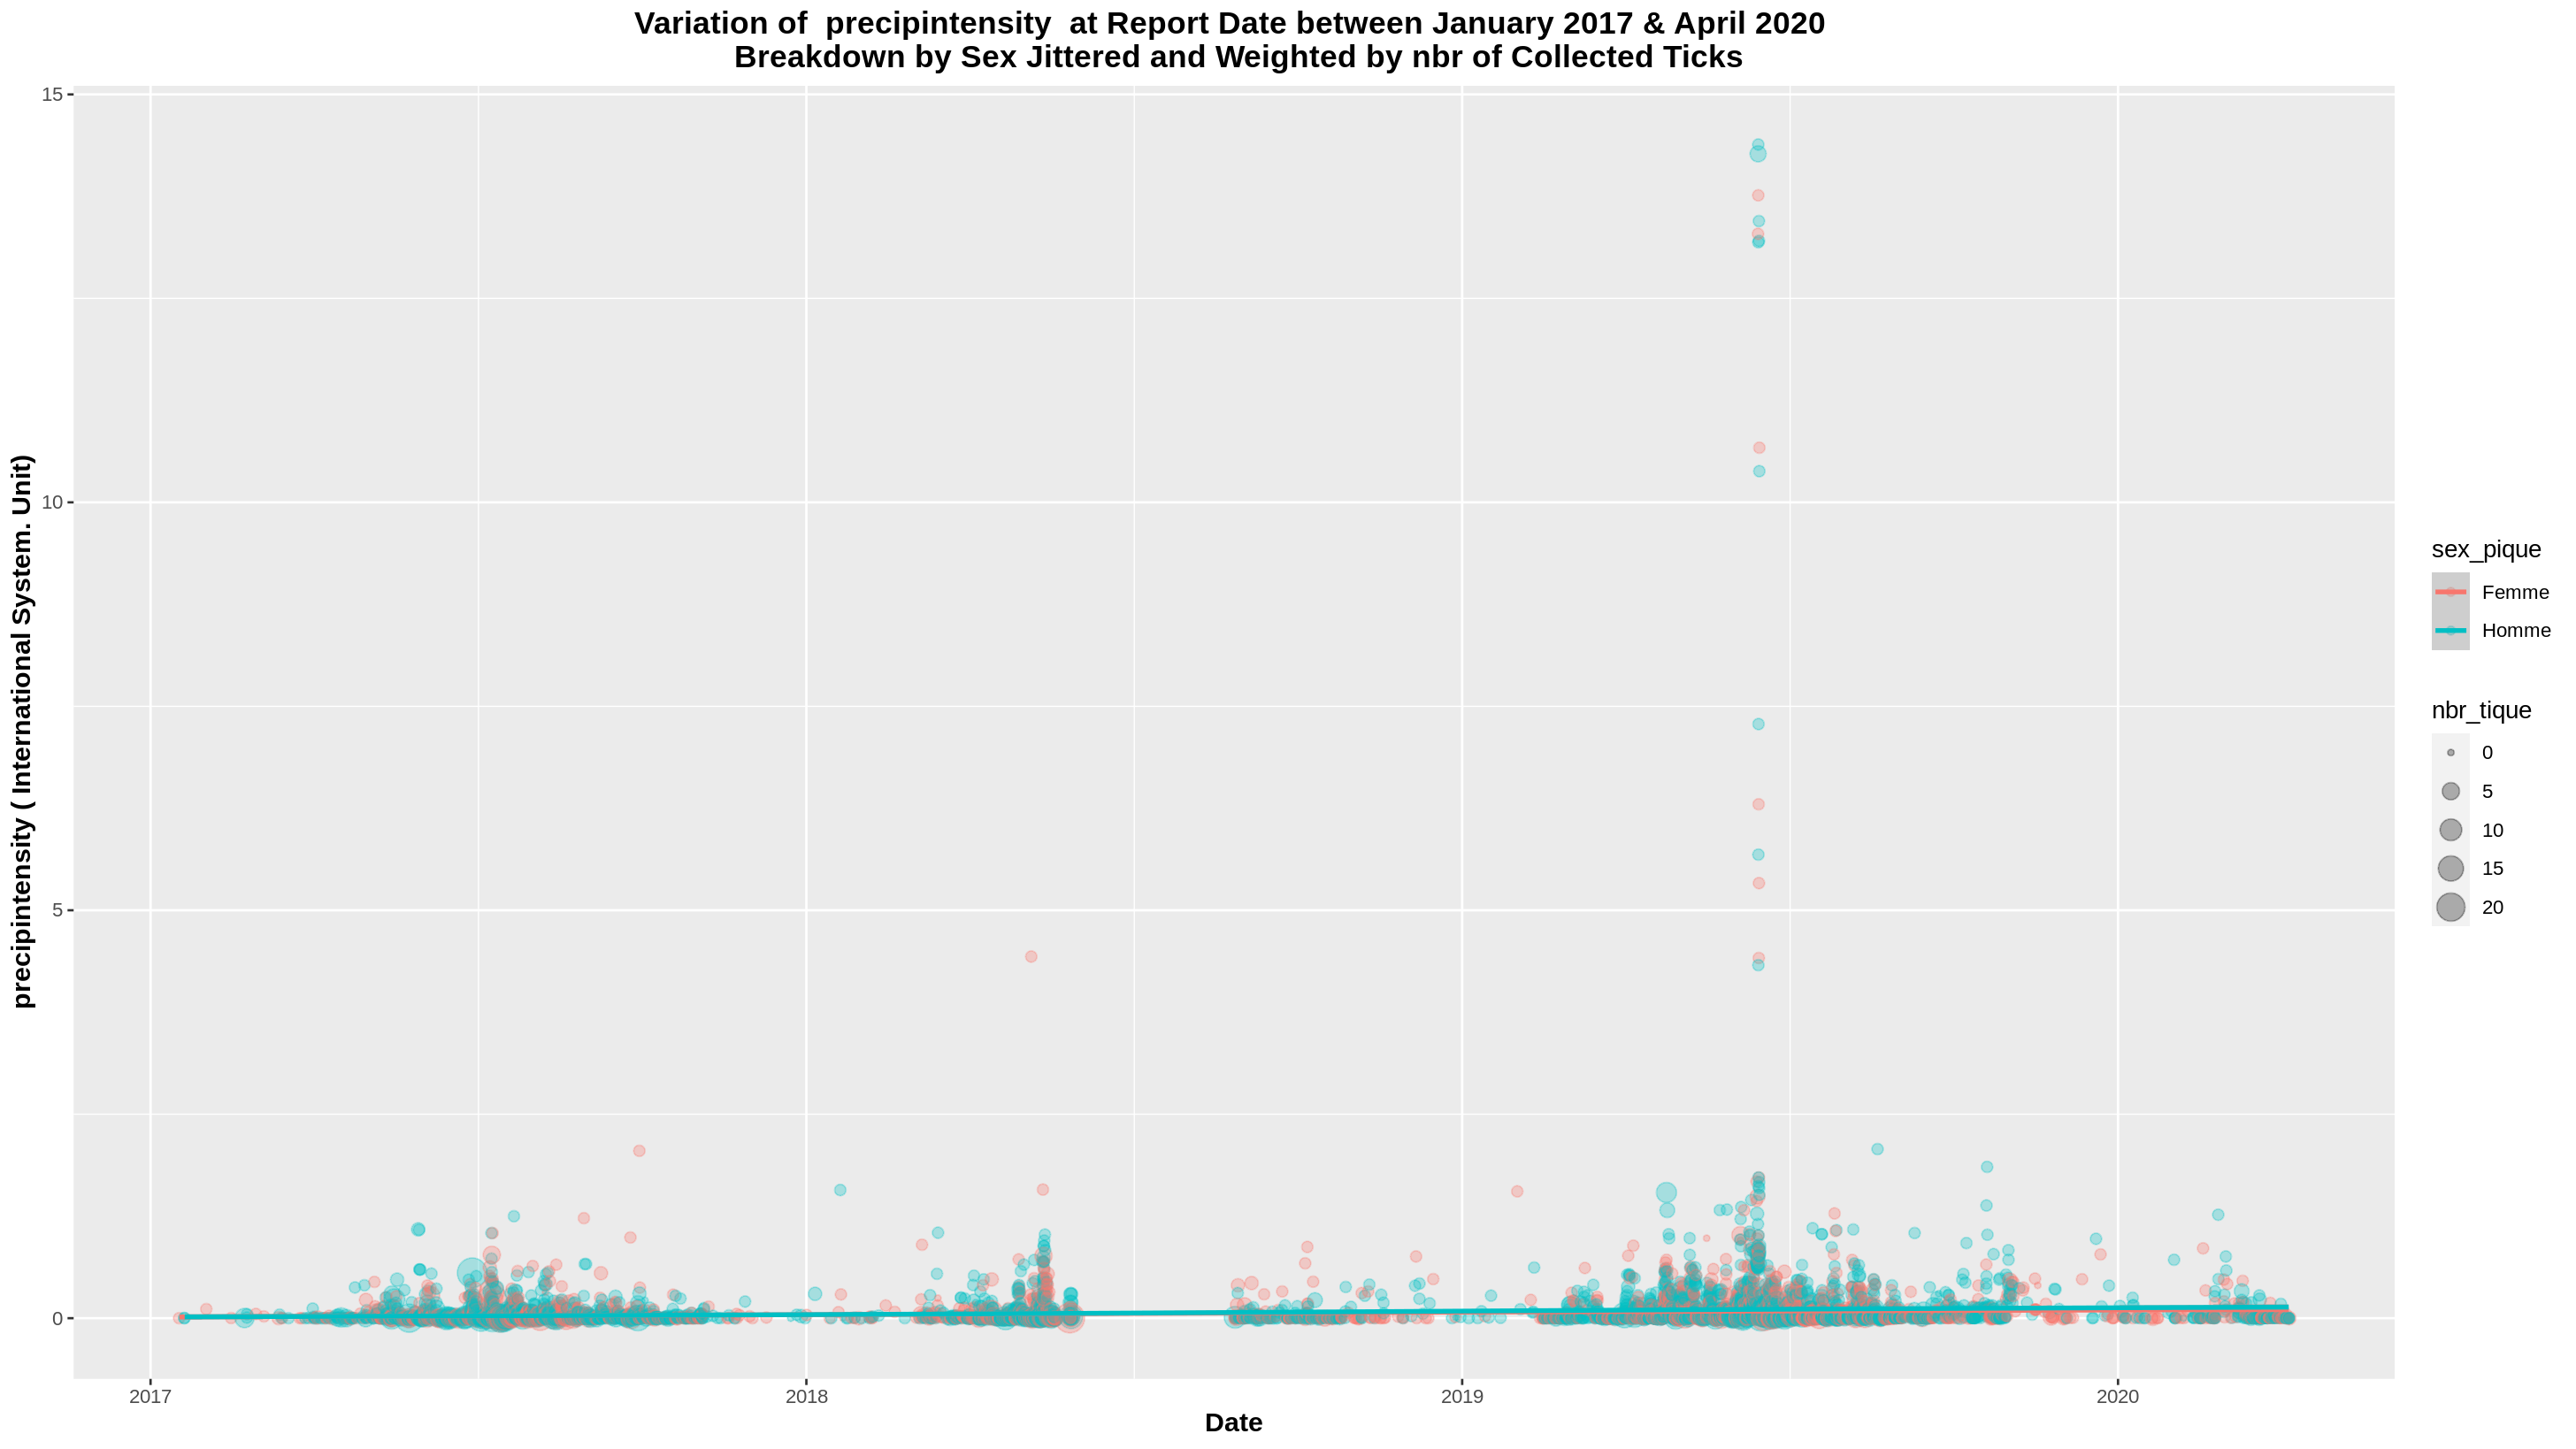 Variation of  precipintensity  at Report Date between January 2017 & April 2020
Breakdown by Sex Jittered and Weighted by nbr of Collected Ticks
precipintensity ( International System. Unit)
15
10
5
0
2017
2018
2019
2020
Date
sex_pique
Femme
Homme
nbr_tique
0
5
10
15
20